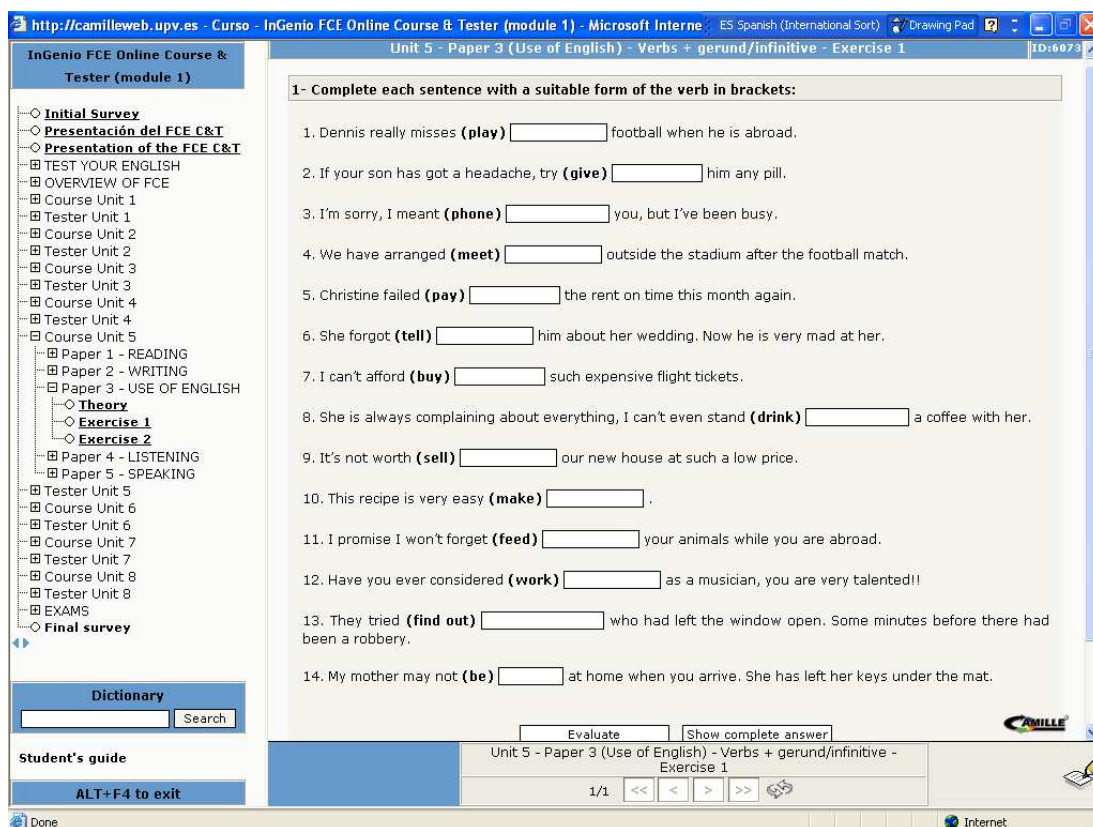 http://camilleweb.upv.es - Curso - InGenio FCE Online Course & Tester (module 1) - Microsoft Interne
ES Spanish (International Sort)
Drawing Pad
InGenio FCE Online Course &
Tester (module 1)
Initial Survey
Presentación del FCE C&T
Presentation of the FCE C&T
TEST YOUR ENGLISH
OVERVIEW OF FCE
Course Unit 1
Tester Unit 1
Course Unit 2
Tester Unit 2
Course Unit 3
Tester Unit 3
Course Unit 4
Tester Unit 4
Course Unit 5
Paper 1 - READING
Paper 2 - WRITING
Paper 3 - USE OF ENGLISH
Theory
Exercise 1
Exercise 2
Paper 4 - LISTENING
Paper 5 - SPEAKING
Tester Unit 5
Course Unit 6
Tester Unit 6
Course Unit 7
Tester Unit 7
Course Unit 8
Tester Unit 8
EXAMS
Final survey
Dictionary
Search
Student's guide
ALT+F4 to exit
Unit 5 - Paper 3 (Use of English) - Verbs + gerund/infinitive - Exercise 1
ID:6073
1- Complete each sentence with a suitable form of the verb in brackets:
1. Dennis really misses (play) football when he is abroad.
2. If your son has got a headache, try (give) him any pill.
3. I'm sorry, I meant (phone) you, but I've been busy.
4. We have arranged (meet) outside the stadium after the football match.
5. Christine failed (pay) the rent on time this month again.
6. She forgot (tell) him about her wedding. Now he is very mad at her.
7. I can't afford (buy) such expensive flight tickets.
8. She is always complaining about everything, I can't even stand (drink) a coffee with her.
9. It's not worth (sell) our new house at such a low price.
10. This recipe is very easy (make) .
11. I promise I won't forget (feed) your animals while you are abroad.
12. Have you ever considered (work) as a musician, you are very talented!!
13. They tried (find out) who had left the window open. Some minutes before there had
been a robbery.
14. My mother may not (be) at home when you arrive. She has left her keys under the mat.
Evaluate
Show complete answer
CAMILLE
Unit 5 - Paper 3 (Use of English) - Verbs + gerund/infinitive -
Exercise 1
1/1 << < > >>
Done
Internet